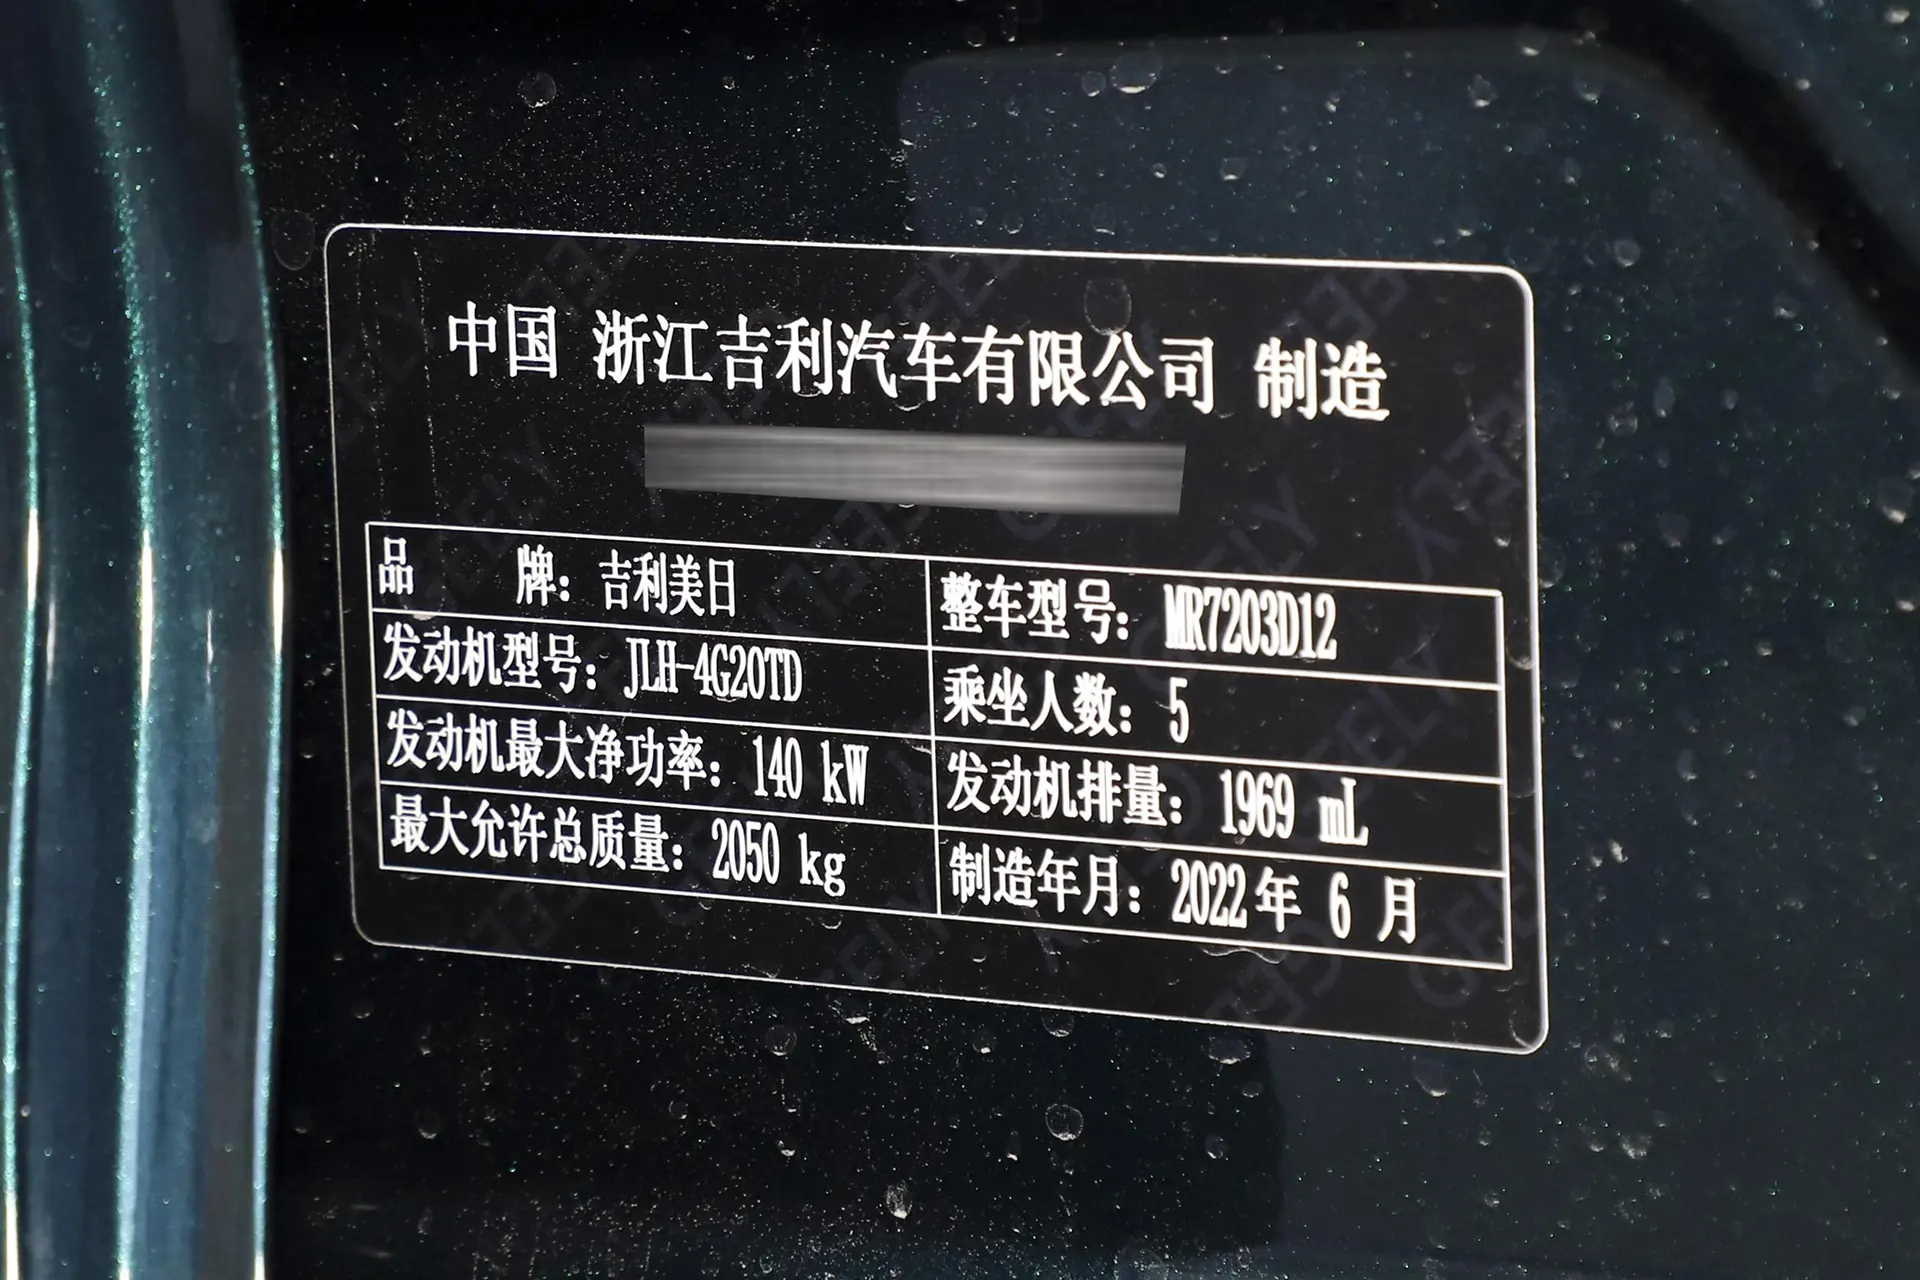 中国 浙江吉利汽车有限公司 制造
品 牌：吉利美日 整车型号：MR7203D12
发动机型号：JLH-4G20TD 乘坐人数：5
发动机最大净功率：140 kW 发动机排量：1969 mL
最大允许总质量：2050 kg 制造年月：2022年 6 月